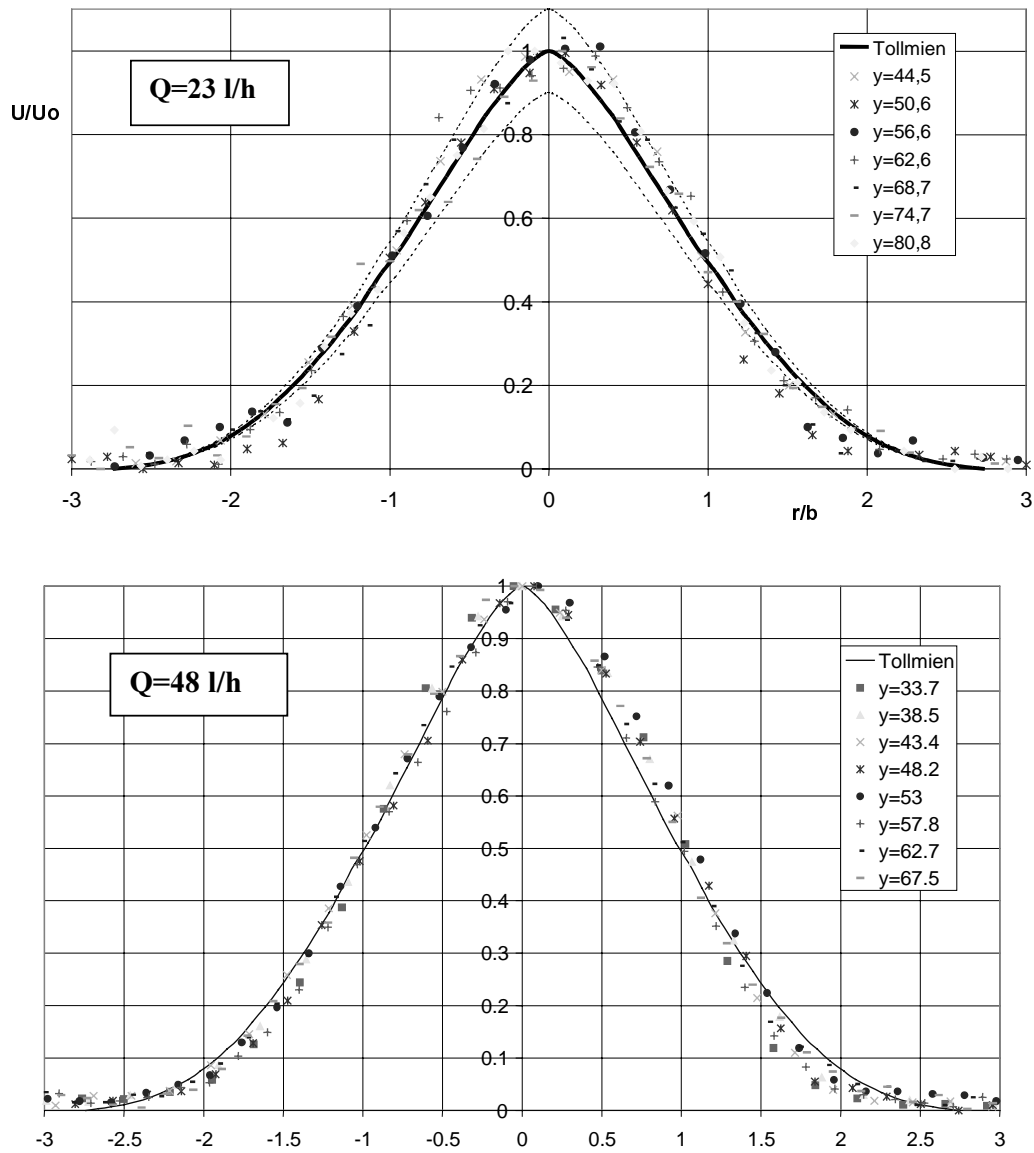 Q=23 l/h
U/Uo
1
0.8
0.6
0.4
0.2
0
-3
-2
-1
0
1
2
3
r/b
Tollmien
y=44,5
y=50,6
y=56,6
y=62,6
y=68,7
y=74,7
y=80,8
Q=48 l/h
1
0.9
0.8
0.7
0.6
0.5
0.4
0.3
0.2
0.1
0
-3
-2.5
-2
-1.5
-1
-0.5
0
0.5
1
1.5
2
2.5
3
Tollmien
y=33.7
y=38.5
y=43.4
y=48.2
y=53
y=57.8
y=62.7
y=67.5